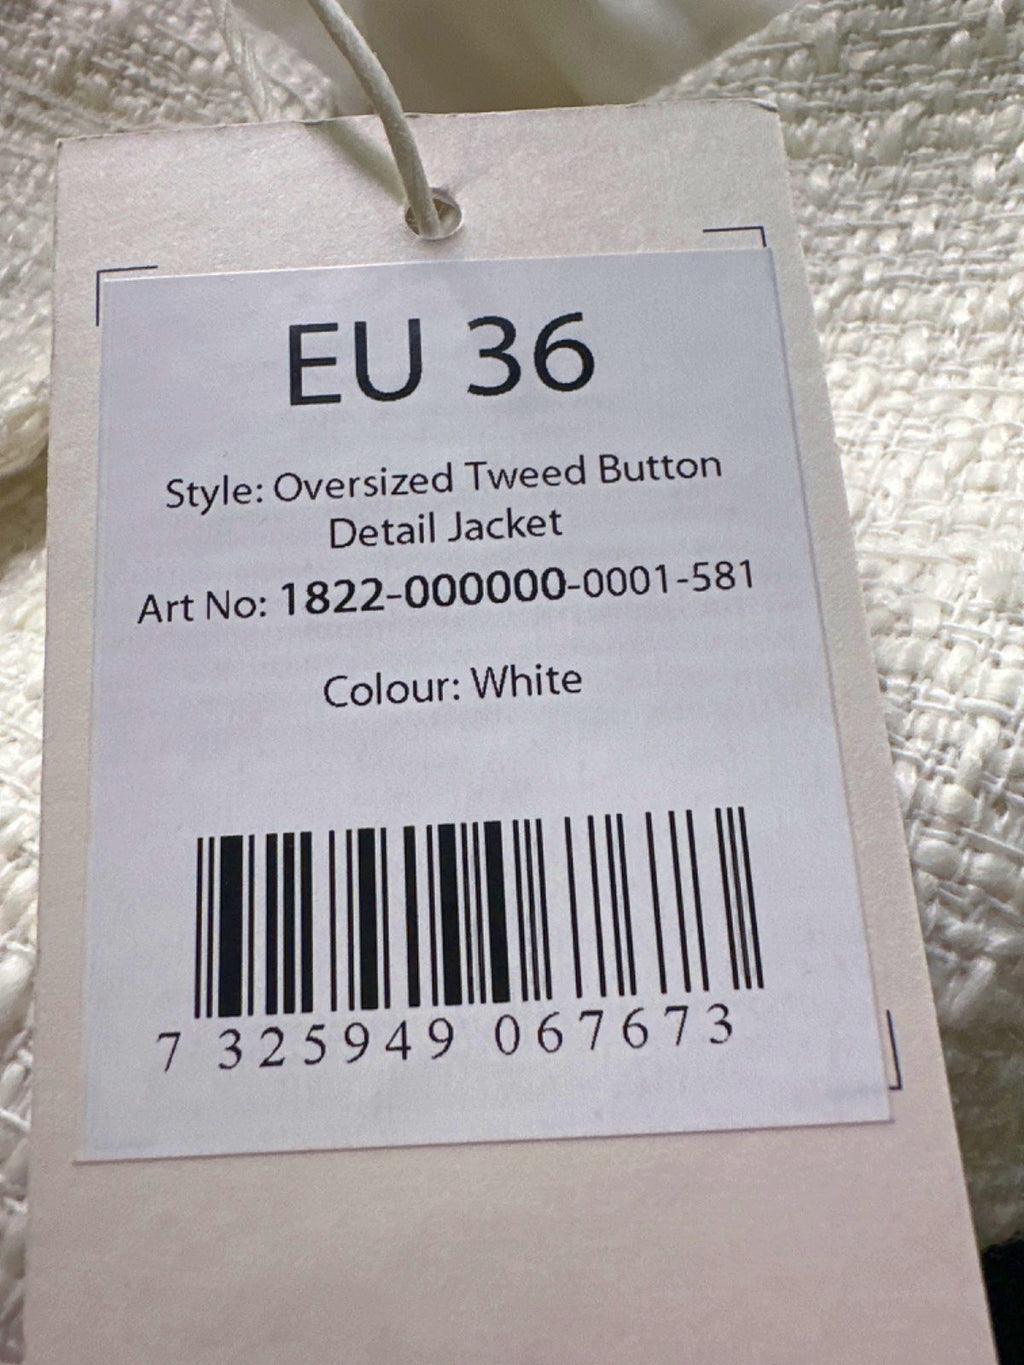 EU 36
Style: Oversized Tweed Button
Detail Jacket
Art No: 1822-000000-0001-581
Colour: White
7 325949 067673